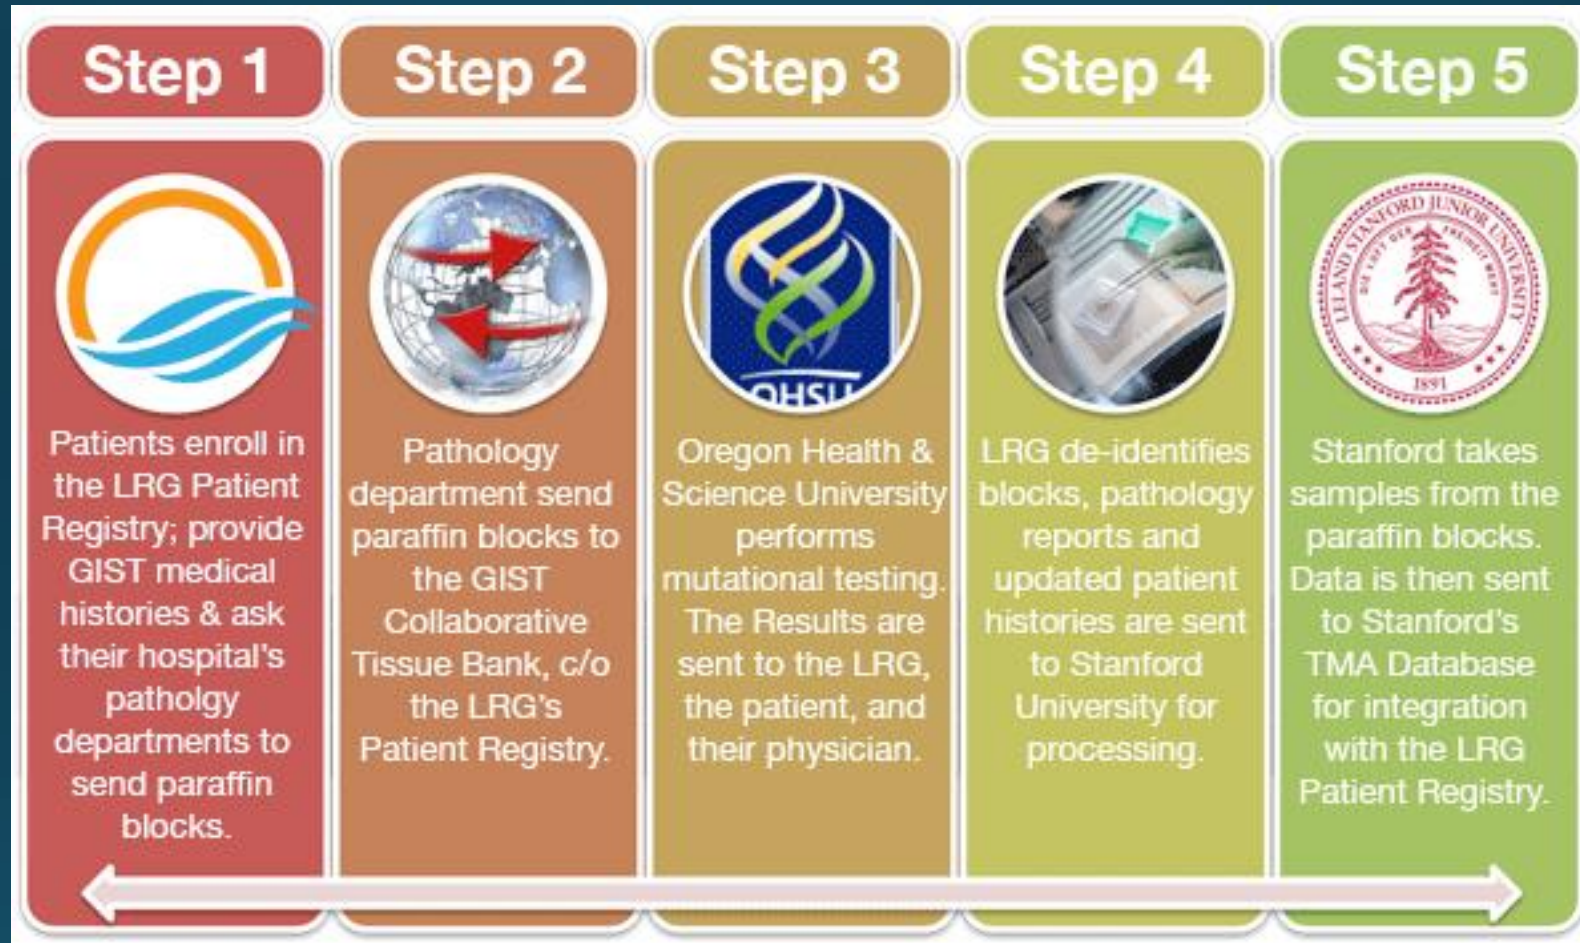 Step 1
Patients enroll in
the LRG Patient
Registry; provide
GIST medical
histories & ask
their hospital's
patholgy
departments to
send paraffin
blocks.
Step 2
Pathology
department send
paraffin blocks to
the GIST
Collaborative
Tissue Bank, c/o
the LRG's
Patient Registry.
Step 3
OHSU
Oregon Health &
Science University
performs
mutational testing.
The Results are
sent to the LRG,
the patient, and
their physician.
Step 4
LRG de-identifies
blocks, pathology
reports and
updated patient
histories are sent
to Stanford
University for
processing.
Step 5
LELAND STANFORD JUNIOR UNIVERSITY
DIE LUFT DER FREIHEIT WEHT
1891
Stanford takes
samples from the
paraffin blocks.
Data is then sent
to Stanford's
TMA Database
for integration
with the LRG
Patient Registry.